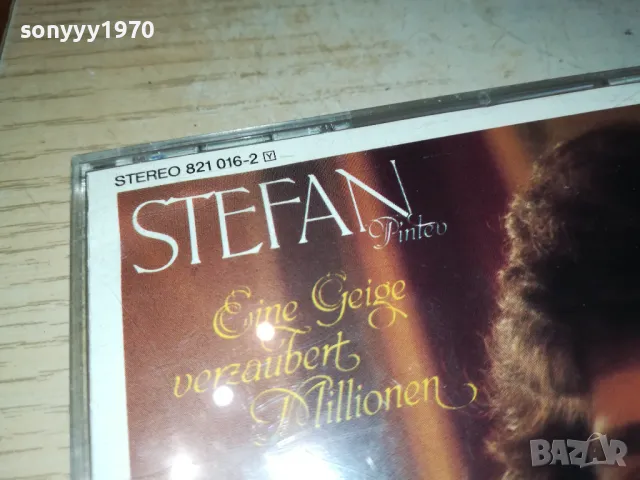 sonyyy1970
STEREO 821 016-2 Y
STEFAN
Pintev
Eine Geige
verzaubert
Millionen
BAZAR